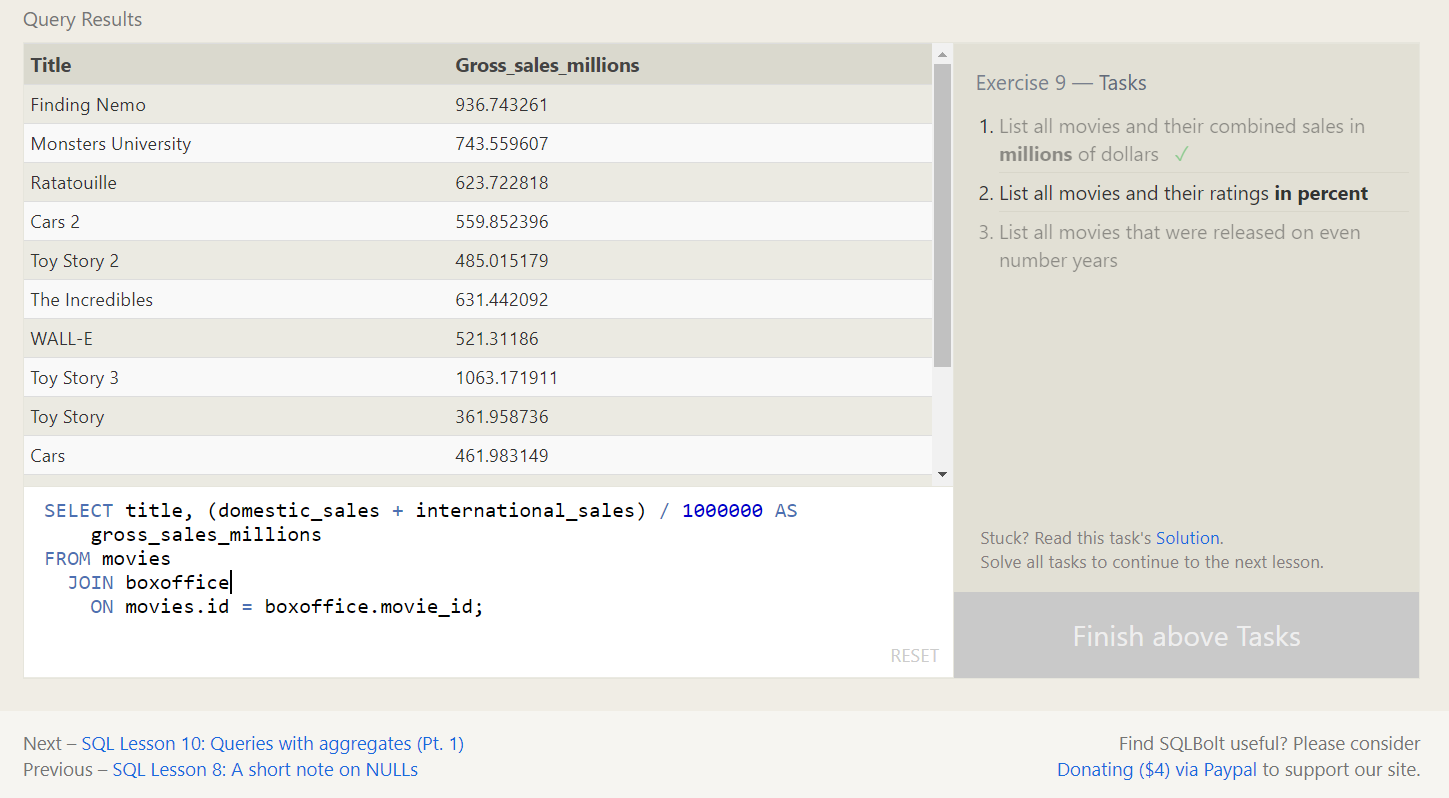 Query Results
Title Gross_sales_millions
Finding Nemo 936.743261
Monsters University 743.559607
Ratatouille 623.722818
Cars 2 559.852396
Toy Story 2 485.015179
The Incredibles 631.442092
WALL-E 521.31186
Toy Story 3 1063.171911
Toy Story 361.958736
Cars 461.983149
SELECT title, (domestic_sales + international_sales) / 1000000 AS
gross_sales_millions
FROM movies
JOIN boxoffice
ON movies.id = boxoffice.movie_id;
RESET
Exercise 9 — Tasks
1. List all movies and their combined sales in
millions of dollars ✓
2. List all movies and their ratings in percent
3. List all movies that were released on even
number years
Stuck? Read this task's Solution.
Solve all tasks to continue to the next lesson.
Finish above Tasks
Next – SQL Lesson 10: Queries with aggregates (Pt. 1)
Previous – SQL Lesson 8: A short note on NULLs
Find SQLBolt useful? Please consider
Donating ($4) via Paypal to support our site.